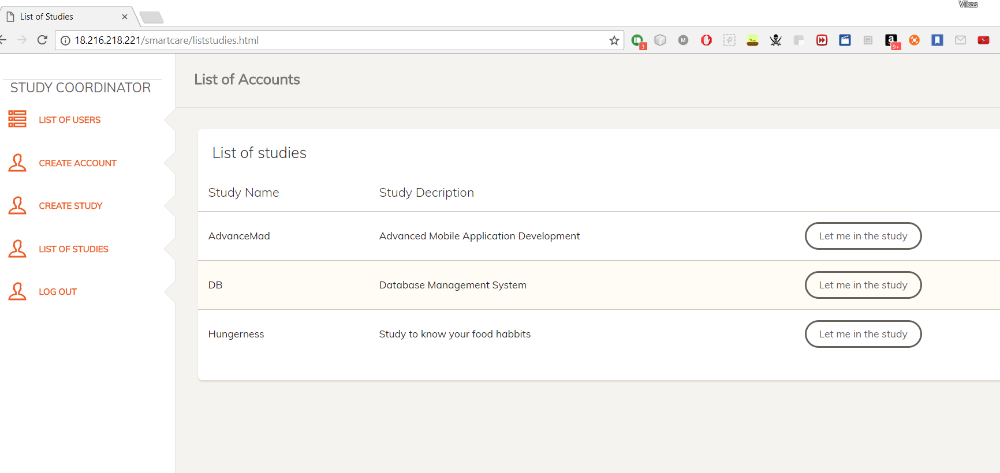 Vikas
List of Studies
18.216.218.221/smartcare/liststudies.html
M
3
a
9+
STUDY COORDINATOR
LIST OF USERS
CREATE ACCOUNT
CREATE STUDY
LIST OF STUDIES
LOG OUT
List of Accounts
List of studies
Study Name Study Decription
AdvanceMad Advanced Mobile Application Development Let me in the study
DB Database Management System Let me in the study
Hungerness Study to know your food habbits Let me in the study